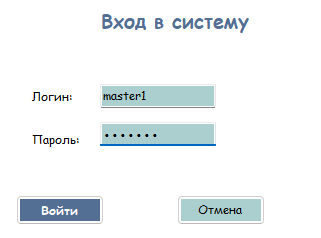 Вход в систему
Логин: master1
Пароль: •••••••
Войти Отмена